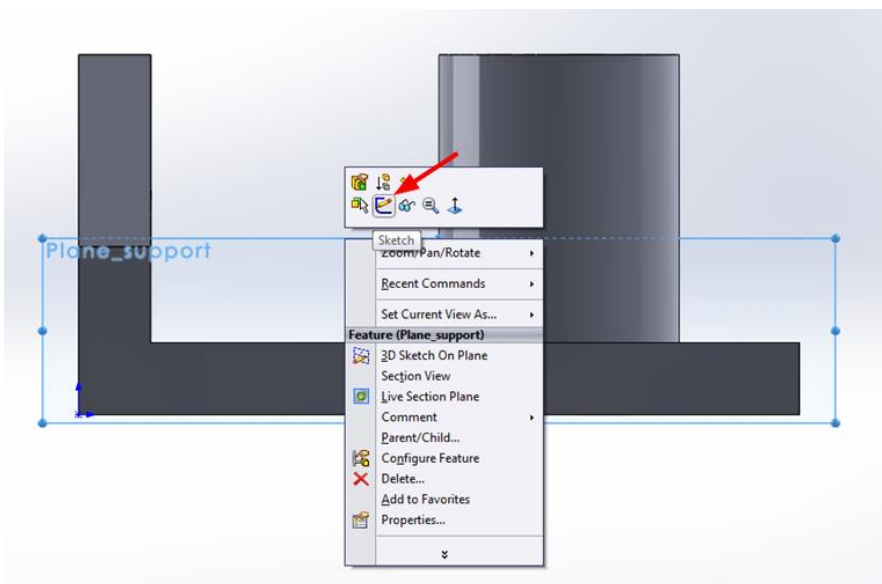 Sketch
Plane_support
Zoom/Pan/Rotate
Recent Commands
Set Current View As...
Feature (Plane_support)
3D Sketch On Plane
Section View
Live Section Plane
Comment
Parent/Child...
Configure Feature
Delete...
Add to Favorites
Properties...